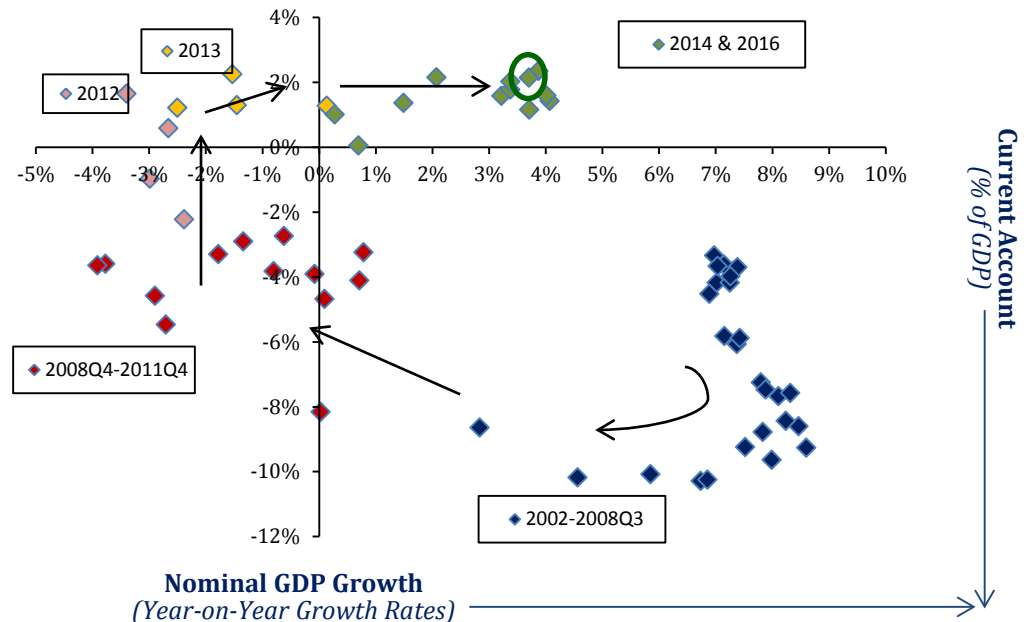 4%
2013
2014 & 2016
2%
2012
0%
-5% -4% -3% -2% -1% 0% 1% 2% 3% 4% 5% 6% 7% 8% 9% 10%
-2%
-4%
-6%
2008Q4-2011Q4
-8%
-10%
2002-2008Q3
-12%
Current Account
(% of GDP)
Nominal GDP Growth
(Year-on-Year Growth Rates)